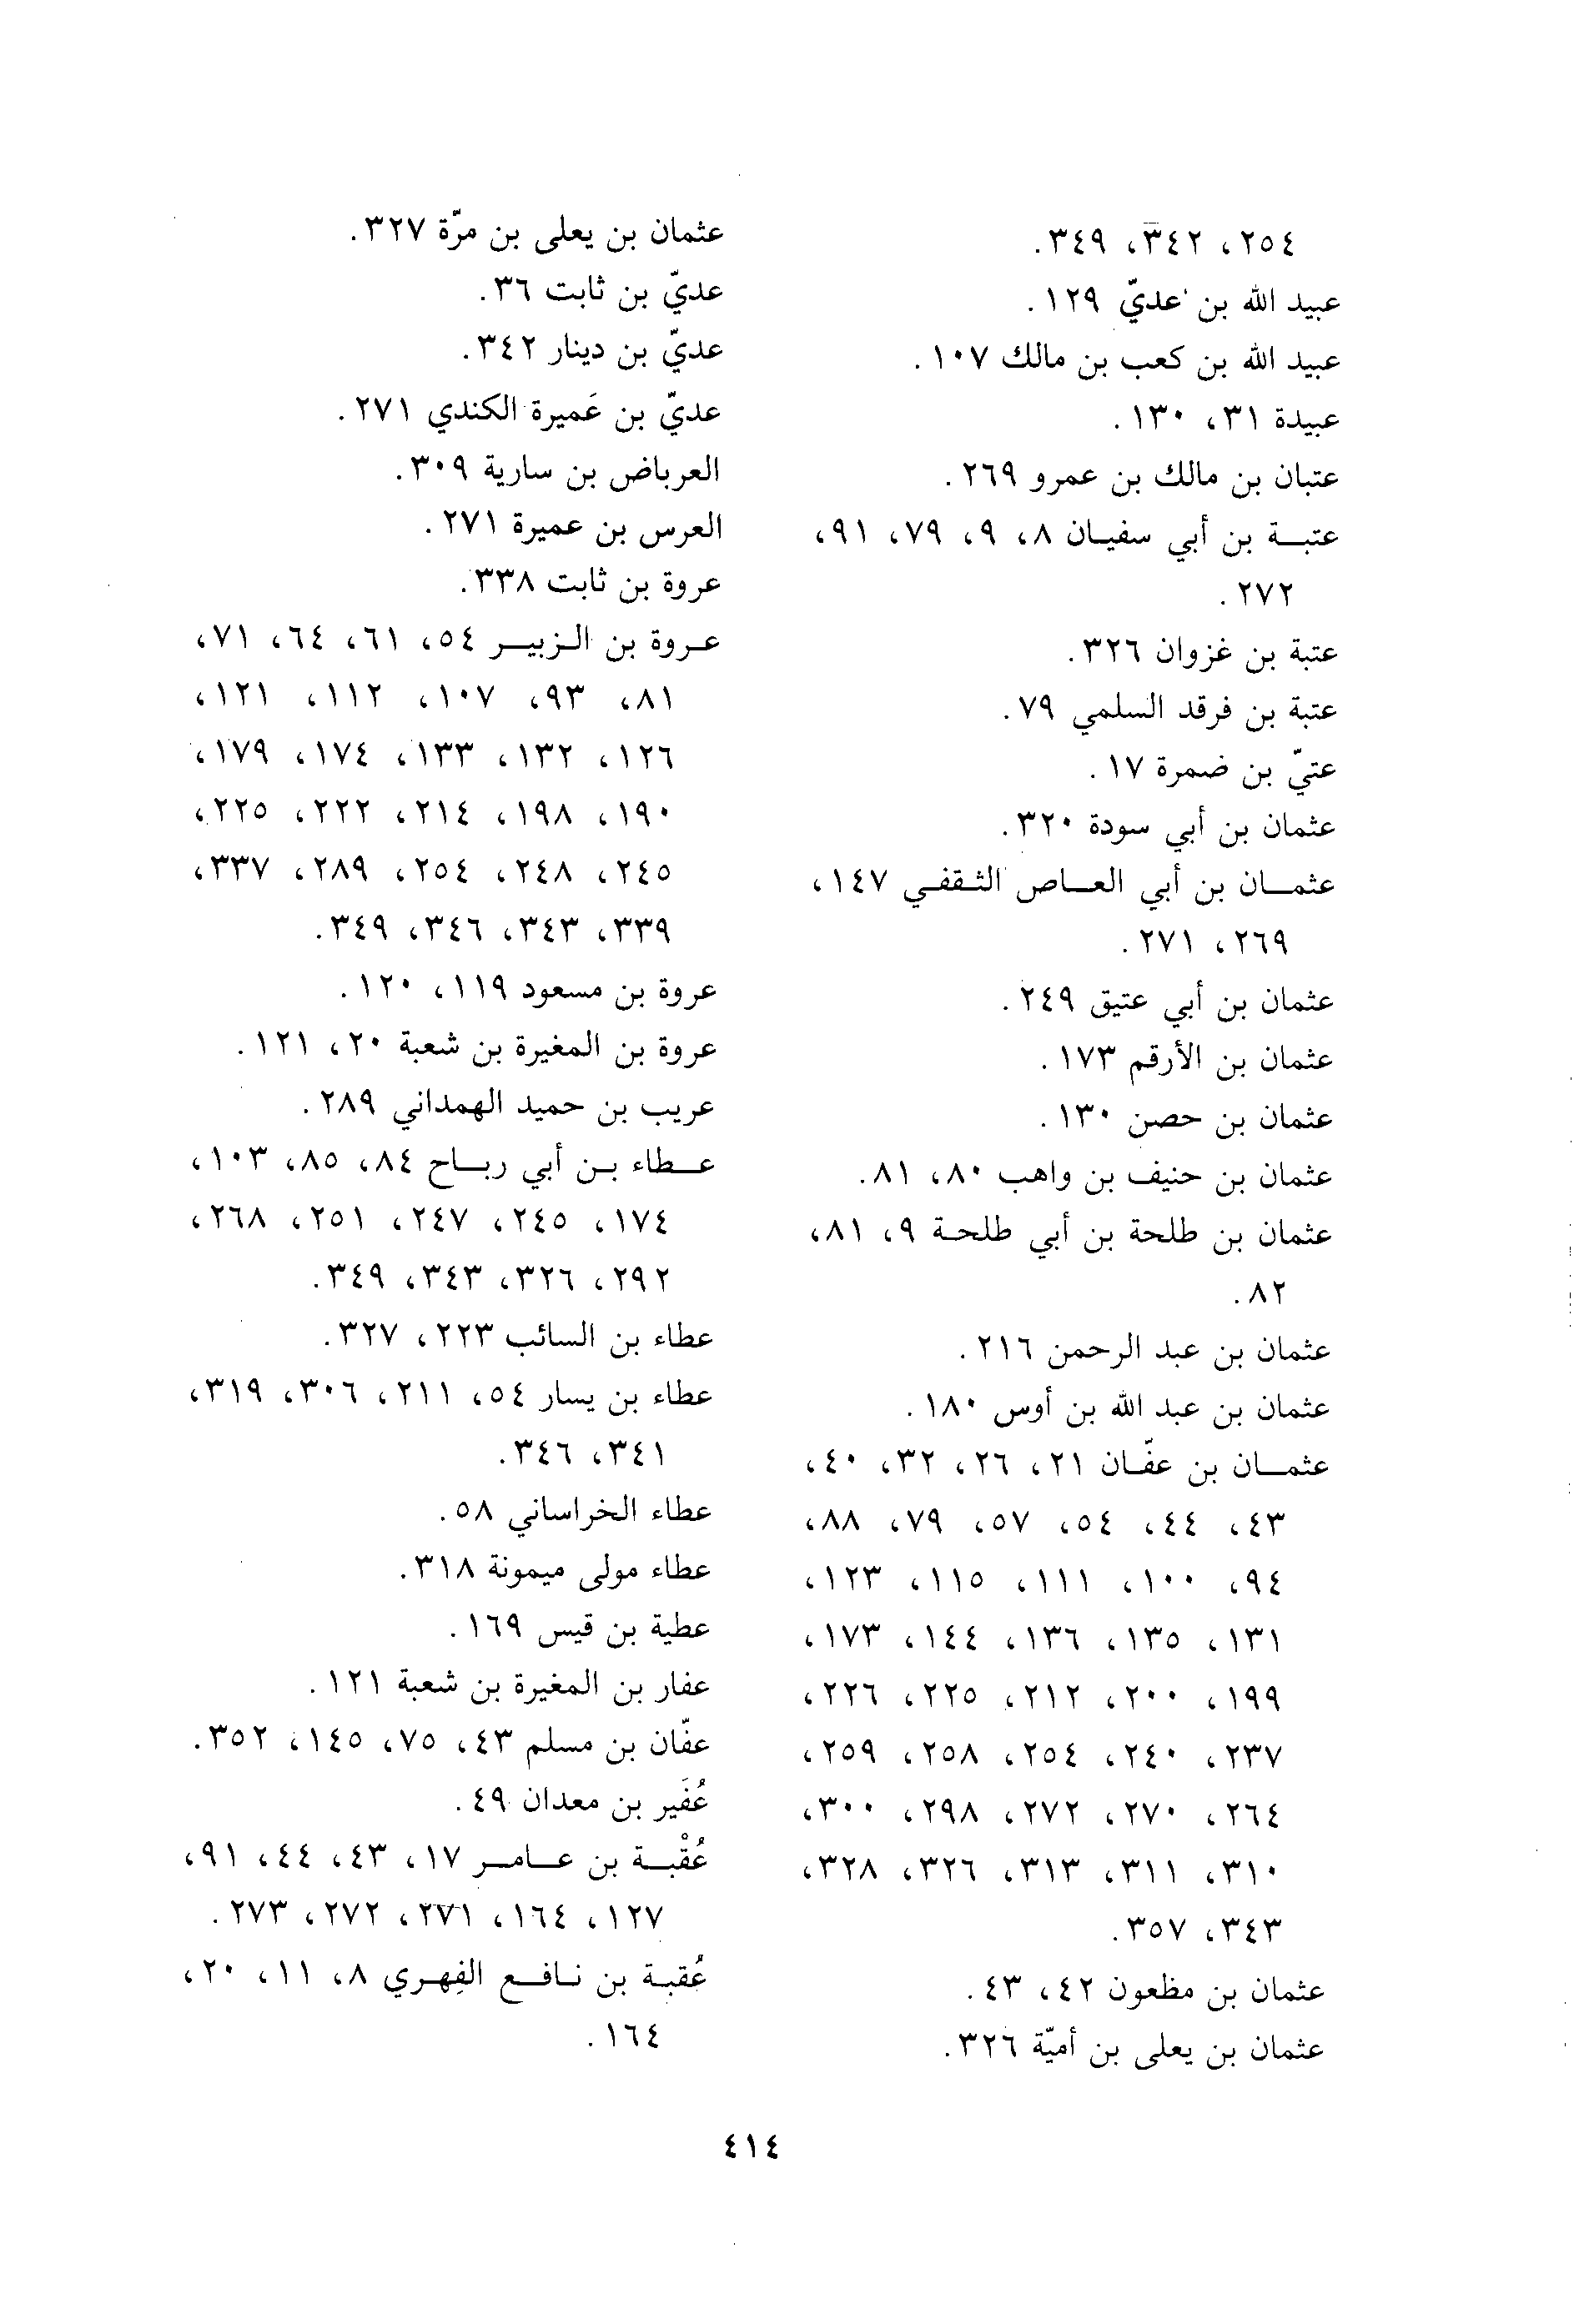 ٢٥٤، ٣٤٢، ٣٤٩.
عبيد الله بن عديّ ١٢٩.
عبيد الله بن كعب بن مالك ١٠٧.
عبيدة ٣١، ١٣٠.
عتبان بن مالك بن عمرو ٢٦٩.
عتبة بن أبي سفيان ٨، ٩، ٧٩، ٩١،
٢٧٢.
عتبة بن غزوان ٣٢٦.
عتبة بن فرقد السلمي ٧٩.
عتيّ بن ضمرة ١٧.
عثمان بن أبي سودة ٣٢٠.
عثمان بن أبي العاص الثقفي ١٤٧،
٢٦٩، ٢٧١.
عثمان بن أبي عتيق ٢٤٩.
عثمان بن الأرقم ١٧٣.
عثمان بن حصن ١٣٠.
عثمان بن حنيف بن واهب ٨٠، ٨١.
عثمان بن طلحة بن أبي طلحة ٩، ٨١،
٨٢.
عثمان بن عبد الرحمن ٢١٦.
عثمان بن عبد الله بن أوس ١٨٠.
عثمان بن عفّان ٢١، ٢٦، ٣٢، ٤٠،
٤٣، ٤٤، ٥٤، ٥٧، ٧٩، ٨٨،
٩٤، ١٠٠، ١١١، ١١٥، ١٢٣،
١٣١، ١٣٥، ١٣٦، ١٤٤، ١٧٣،
١٩٩، ٢٠٠، ٢١٢، ٢٢٥، ٢٢٦،
٢٣٧، ٢٤٠، ٢٥٤، ٢٥٨، ٢٥٩،
٢٦٤، ٢٧٠، ٢٧٢، ٢٩٨، ٣٠٠،
٣١٠، ٣١١، ٣١٣، ٣٢٦، ٣٢٨،
٣٤٣، ٣٥٧.
عثمان بن مظعون ٤٢، ٤٣.
عثمان بن يعلى بن أميّة ٣٢٦.
عثمان بن يعلى بن مرّة ٣٢٧.
عديّ بن ثابت ٣٦.
عديّ بن دينار ٣٤٢.
عديّ بن عَميرة الكندي ٢٧١.
العرباض بن سارية ٣٠٩.
العرس بن عميرة ٢٧١.
عروة بن ثابت ٣٣٨.
عروة بن الزبير ٥٤، ٦١، ٦٤، ٧١،
٨١، ٩٣، ١٠٧، ١١٢، ١٢١،
١٢٦، ١٣٢، ١٣٣، ١٧٤، ١٧٩،
١٩٠، ١٩٨، ٢١٤، ٢٢٢، ٢٢٥،
٢٤٥، ٢٤٨، ٢٥٤، ٢٨٩، ٣٣٧،
٣٣٩، ٣٤٣، ٣٤٦، ٣٤٩.
عروة بن مسعود ١١٩، ١٢٠.
عروة بن المغيرة بن شعبة ٢٠، ١٢١.
عريب بن حميد الهمداني ٢٨٩.
عطاء بن أبي رباح ٨٤، ٨٥، ١٠٣،
١٧٤، ٢٤٥، ٢٤٧، ٢٥١، ٢٦٨،
٢٩٢، ٣٢٦، ٣٤٣، ٣٤٩.
عطاء بن السائب ٢٢٣، ٣٢٧.
عطاء بن يسار ٥٤، ٢١١، ٣٠٦، ٣١٩،
٣٤١، ٣٤٦.
عطاء الخراساني ٥٨.
عطاء مولى ميمونة ٣١٨.
عطية بن قيس ١٦٩.
عفار بن المغيرة بن شعبة ١٢١.
عفّان بن مسلم ٤٣، ٧٥، ١٤٥، ٣٥٢.
عُفَير بن معدان ٤٩.
عُقْبة بن عامر ١٧، ٤٣، ٤٤، ٩١،
١٢٧، ١٦٤، ٢٧١، ٢٧٢، ٢٧٣.
عُقبة بن نافع الفِهري ٨، ١١، ٢٠،
١٦٤.
٤١٤